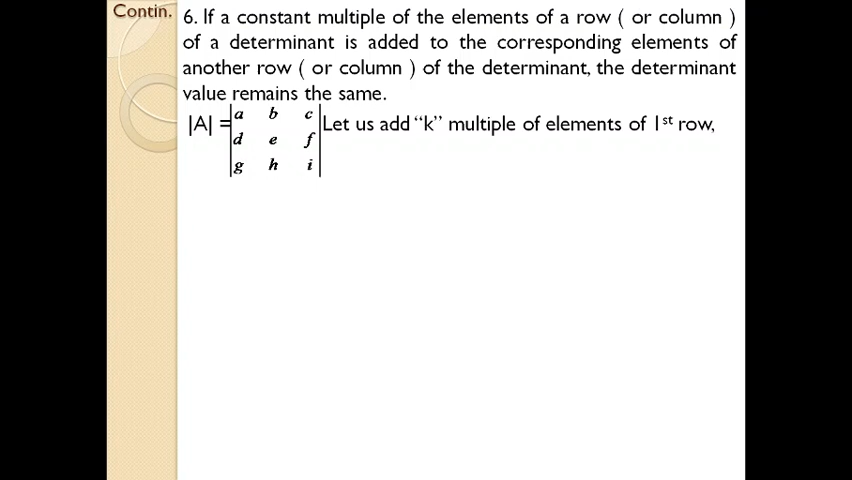 Contin.
6. If a constant multiple of the elements of a row ( or column )
of a determinant is added to the corresponding elements of
another row ( or column ) of the determinant, the determinant
value remains the same.
|A| = |a b c| Let us add “k” multiple of elements of 1st row,
|d e f|
|g h i|